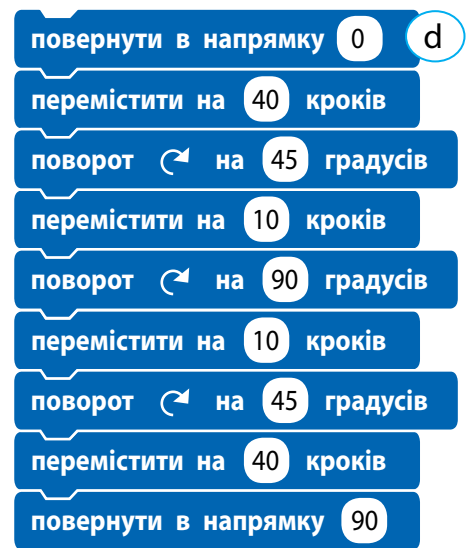 повернути в напрямку 0 d
перемістити на 40 кроків
поворот на 45 градусів
перемістити на 10 кроків
поворот на 90 градусів
перемістити на 10 кроків
поворот на 45 градусів
перемістити на 40 кроків
повернути в напрямку 90